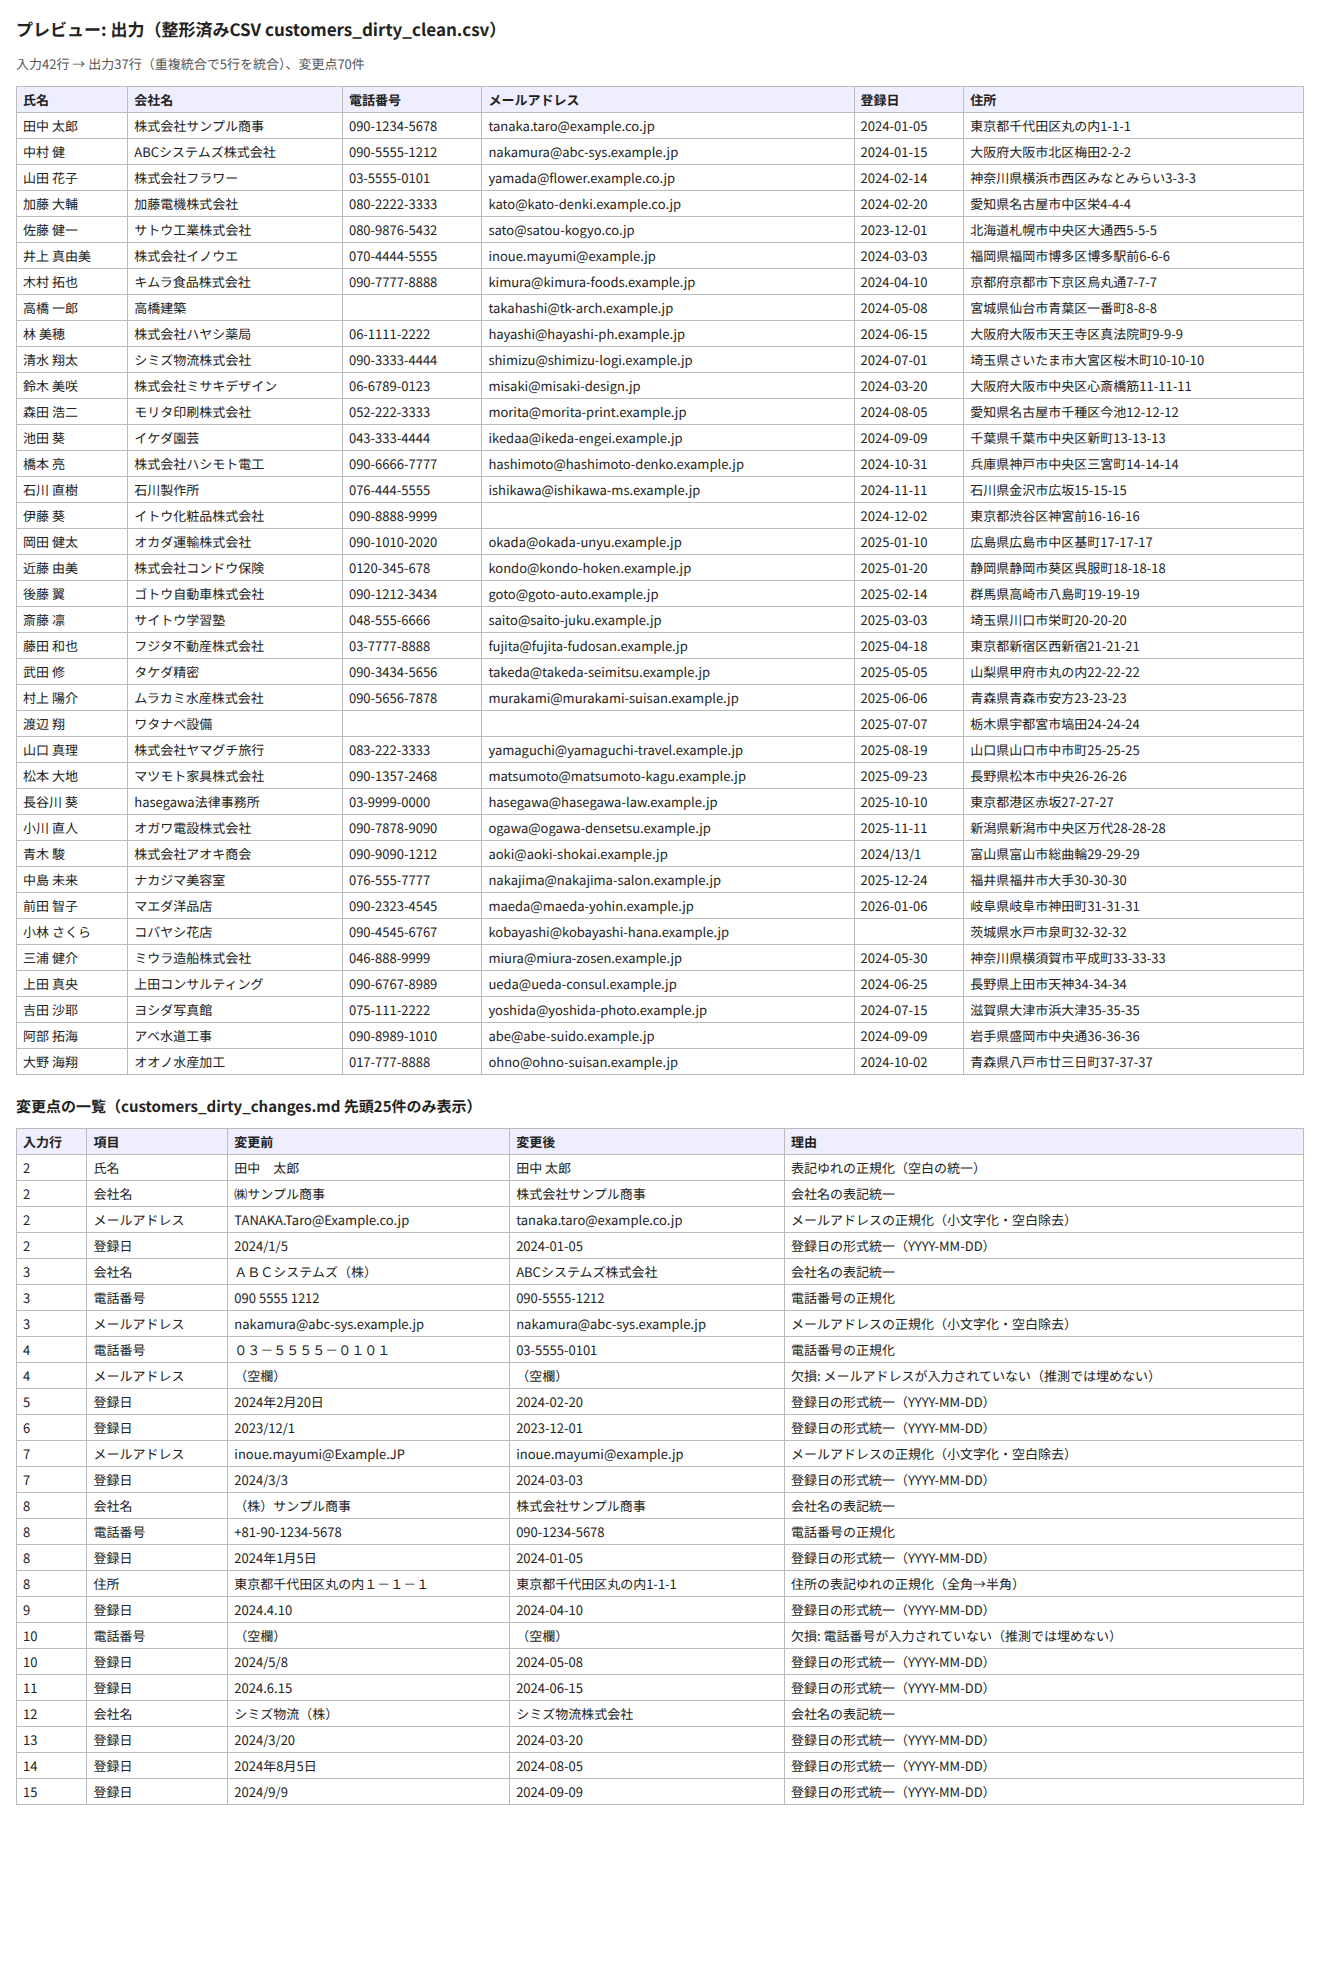 プレビュー: 出力（整形済みCSV customers_dirty_clean.csv）
入力42行 → 出力37行（重複統合で5行を統合）、変更点70件
氏名 会社名 電話番号 メールアドレス 登録日 住所
田中 太郎 株式会社サンプル商事 090-1234-5678 tanaka.taro@example.co.jp 2024-01-05 東京都千代田区丸の内1-1-1
中村 健 ABCシステムズ株式会社 090-5555-1212 nakamura@abc-sys.example.jp 2024-01-15 大阪府大阪市北区梅田2-2-2
山田 花子 株式会社フラワー 03-5555-0101 yamada@flower.example.co.jp 2024-02-14 神奈川県横浜市西区みなとみらい3-3-3
加藤 大輔 加藤電機株式会社 080-2222-3333 kato@kato-denki.example.co.jp 2024-02-20 愛知県名古屋市中区栄4-4-4
佐藤 健一 サトウ工業株式会社 080-9876-5432 sato@satou-kogyo.co.jp 2023-12-01 北海道札幌市中央区大通西5-5-5
井上 真由美 株式会社イノウエ 070-4444-5555 inoue.mayumi@example.jp 2024-03-03 福岡県福岡市博多区博多駅前6-6-6
木村 拓也 キムラ食品株式会社 090-7777-8888 kimura@kimura-foods.example.jp 2024-04-10 京都府京都市下京区烏丸通7-7-7
高橋 一郎 高橋建築 takahashi@tk-arch.example.jp 2024-05-08 宮城県仙台市青葉区一番町8-8-8
林 美穂 株式会社ハヤシ薬局 06-1111-2222 hayashi@hayashi-ph.example.jp 2024-06-15 大阪府大阪市天王寺区真法院町9-9-9
清水 翔太 シミズ物流株式会社 090-3333-4444 shimizu@shimizu-logi.example.jp 2024-07-01 埼玉県さいたま市大宮区桜木町10-10-10
鈴木 美咲 株式会社ミサキデザイン 06-6789-0123 misaki@misaki-design.jp 2024-03-20 大阪府大阪市中央区心斎橋筋11-11-11
森田 浩二 モリタ印刷株式会社 052-222-3333 morita@morita-print.example.jp 2024-08-05 愛知県名古屋市千種区今池12-12-12
池田 葵 イケダ園芸 043-333-4444 ikedaa@ikeda-engei.example.jp 2024-09-09 千葉県千葉市中央区新町13-13-13
橋本 亮 株式会社ハシモト電工 090-6666-7777 hashimoto@hashimoto-denko.example.jp 2024-10-31 兵庫県神戸市中央区三宮町14-14-14
石川 直樹 石川製作所 076-444-5555 ishikawa@ishikawa-ms.example.jp 2024-11-11 石川県金沢市広坂15-15-15
伊藤 葵 イトウ化粧品株式会社 090-8888-9999 2024-12-02 東京都渋谷区神宮前16-16-16
岡田 健太 オカダ運輸株式会社 090-1010-2020 okada@okada-unyu.example.jp 2025-01-10 広島県広島市中区基町17-17-17
近藤 由美 株式会社コンドウ保険 0120-345-678 kondo@kondo-hoken.example.jp 2025-01-20 静岡県静岡市葵区呉服町18-18-18
後藤 翼 ゴトウ自動車株式会社 090-1212-3434 goto@goto-auto.example.jp 2025-02-14 群馬県高崎市八島町19-19-19
斎藤 凛 サイトウ学習塾 048-555-6666 saito@saito-juku.example.jp 2025-03-03 埼玉県川口市栄町20-20-20
藤田 和也 フジタ不動産株式会社 03-7777-8888 fujita@fujita-fudosan.example.jp 2025-04-18 東京都新宿区西新宿21-21-21
武田 修 タケダ精密 090-3434-5656 takeda@takeda-seimitsu.example.jp 2025-05-05 山梨県甲府市丸の内22-22-22
村上 陽介 ムラカミ水産株式会社 090-5656-7878 murakami@murakami-suisan.example.jp 2025-06-06 青森県青森市安方23-23-23
渡辺 翔 ワタナベ設備 2025-07-07 栃木県宇都宮市塙田24-24-24
山口 真理 株式会社ヤマグチ旅行 083-222-3333 yamaguchi@yamaguchi-travel.example.jp 2025-08-19 山口県山口市中市町25-25-25
松本 大地 マツモト家具株式会社 090-1357-2468 matsumoto@matsumoto-kagu.example.jp 2025-09-23 長野県松本市中央26-26-26
長谷川 葵 hasegawa法律事務所 03-9999-0000 hasegawa@hasegawa-law.example.jp 2025-10-10 東京都港区赤坂27-27-27
小川 直人 オガワ電設株式会社 090-7878-9090 ogawa@ogawa-densetsu.example.jp 2025-11-11 新潟県新潟市中央区万代28-28-28
青木 駿 株式会社アオキ商会 090-9090-1212 aoki@aoki-shokai.example.jp 2024/13/1 富山県富山市総曲輪29-29-29
中島 未来 ナカジマ美容室 076-555-7777 nakajima@nakajima-salon.example.jp 2025-12-24 福井県福井市大手30-30-30
前田 智子 マエダ洋品店 090-2323-4545 maeda@maeda-yohin.example.jp 2026-01-06 岐阜県岐阜市神田町31-31-31
小林 さくら コバヤシ花店 090-4545-6767 kobayashi@kobayashi-hana.example.jp 茨城県水戸市泉町32-32-32
三浦 健介 ミウラ造船株式会社 046-888-9999 miura@miura-zosen.example.jp 2024-05-30 神奈川県横須賀市平成町33-33-33
上田 真央 上田コンサルティング 090-6767-8989 ueda@ueda-consul.example.jp 2024-06-25 長野県上田市天神34-34-34
吉田 沙耶 ヨシダ写真館 075-111-2222 yoshida@yoshida-photo.example.jp 2024-07-15 滋賀県大津市浜大津35-35-35
阿部 拓海 アベ水道工事 090-8989-1010 abe@abe-suido.example.jp 2024-09-09 岩手県盛岡市中央通36-36-36
大野 海翔 オオノ水産加工 017-777-8888 ohno@ohno-suisan.example.jp 2024-10-02 青森県八戸市廿三日町37-37-37
変更点の一覧（customers_dirty_changes.md 先頭25件のみ表示）
入力行 項目 変更前 変更後 理由
2 氏名 田中　太郎 田中 太郎 表記ゆれの正規化（空白の統一）
2 会社名 ㈱サンプル商事 株式会社サンプル商事 会社名の表記統一
2 メールアドレス TANAKA.Taro@Example.co.jp tanaka.taro@example.co.jp メールアドレスの正規化（小文字化・空白除去）
2 登録日 2024/1/5 2024-01-05 登録日の形式統一（YYYY-MM-DD）
3 会社名 ＡＢＣシステムズ（株） ABCシステムズ株式会社 会社名の表記統一
3 電話番号 090 5555 1212 090-5555-1212 電話番号の正規化
3 メールアドレス nakamura@abc-sys.example.jp nakamura@abc-sys.example.jp メールアドレスの正規化（小文字化・空白除去）
4 電話番号 ０３－５５５５－０１０１ 03-5555-0101 電話番号の正規化
4 メールアドレス （空欄） （空欄） 欠損: メールアドレスが入力されていない（推測では埋めない）
5 登録日 2024年2月20日 2024-02-20 登録日の形式統一（YYYY-MM-DD）
6 登録日 2023/12/1 2023-12-01 登録日の形式統一（YYYY-MM-DD）
7 メールアドレス inoue.mayumi@Example.JP inoue.mayumi@example.jp メールアドレスの正規化（小文字化・空白除去）
7 登録日 2024/3/3 2024-03-03 登録日の形式統一（YYYY-MM-DD）
8 会社名 （株）サンプル商事 株式会社サンプル商事 会社名の表記統一
8 電話番号 +81-90-1234-5678 090-1234-5678 電話番号の正規化
8 登録日 2024年1月5日 2024-01-05 登録日の形式統一（YYYY-MM-DD）
8 住所 東京都千代田区丸の内１－１－１ 東京都千代田区丸の内1-1-1 住所の表記ゆれの正規化（全角→半角）
9 登録日 2024.4.10 2024-04-10 登録日の形式統一（YYYY-MM-DD）
10 電話番号 （空欄） （空欄） 欠損: 電話番号が入力されていない（推測では埋めない）
10 登録日 2024/5/8 2024-05-08 登録日の形式統一（YYYY-MM-DD）
11 登録日 2024.6.15 2024-06-15 登録日の形式統一（YYYY-MM-DD）
12 会社名 シミズ物流（株） シミズ物流株式会社 会社名の表記統一
13 登録日 2024/3/20 2024-03-20 登録日の形式統一（YYYY-MM-DD）
14 登録日 2024年8月5日 2024-08-05 登録日の形式統一（YYYY-MM-DD）
15 登録日 2024/9/9 2024-09-09 登録日の形式統一（YYYY-MM-DD）